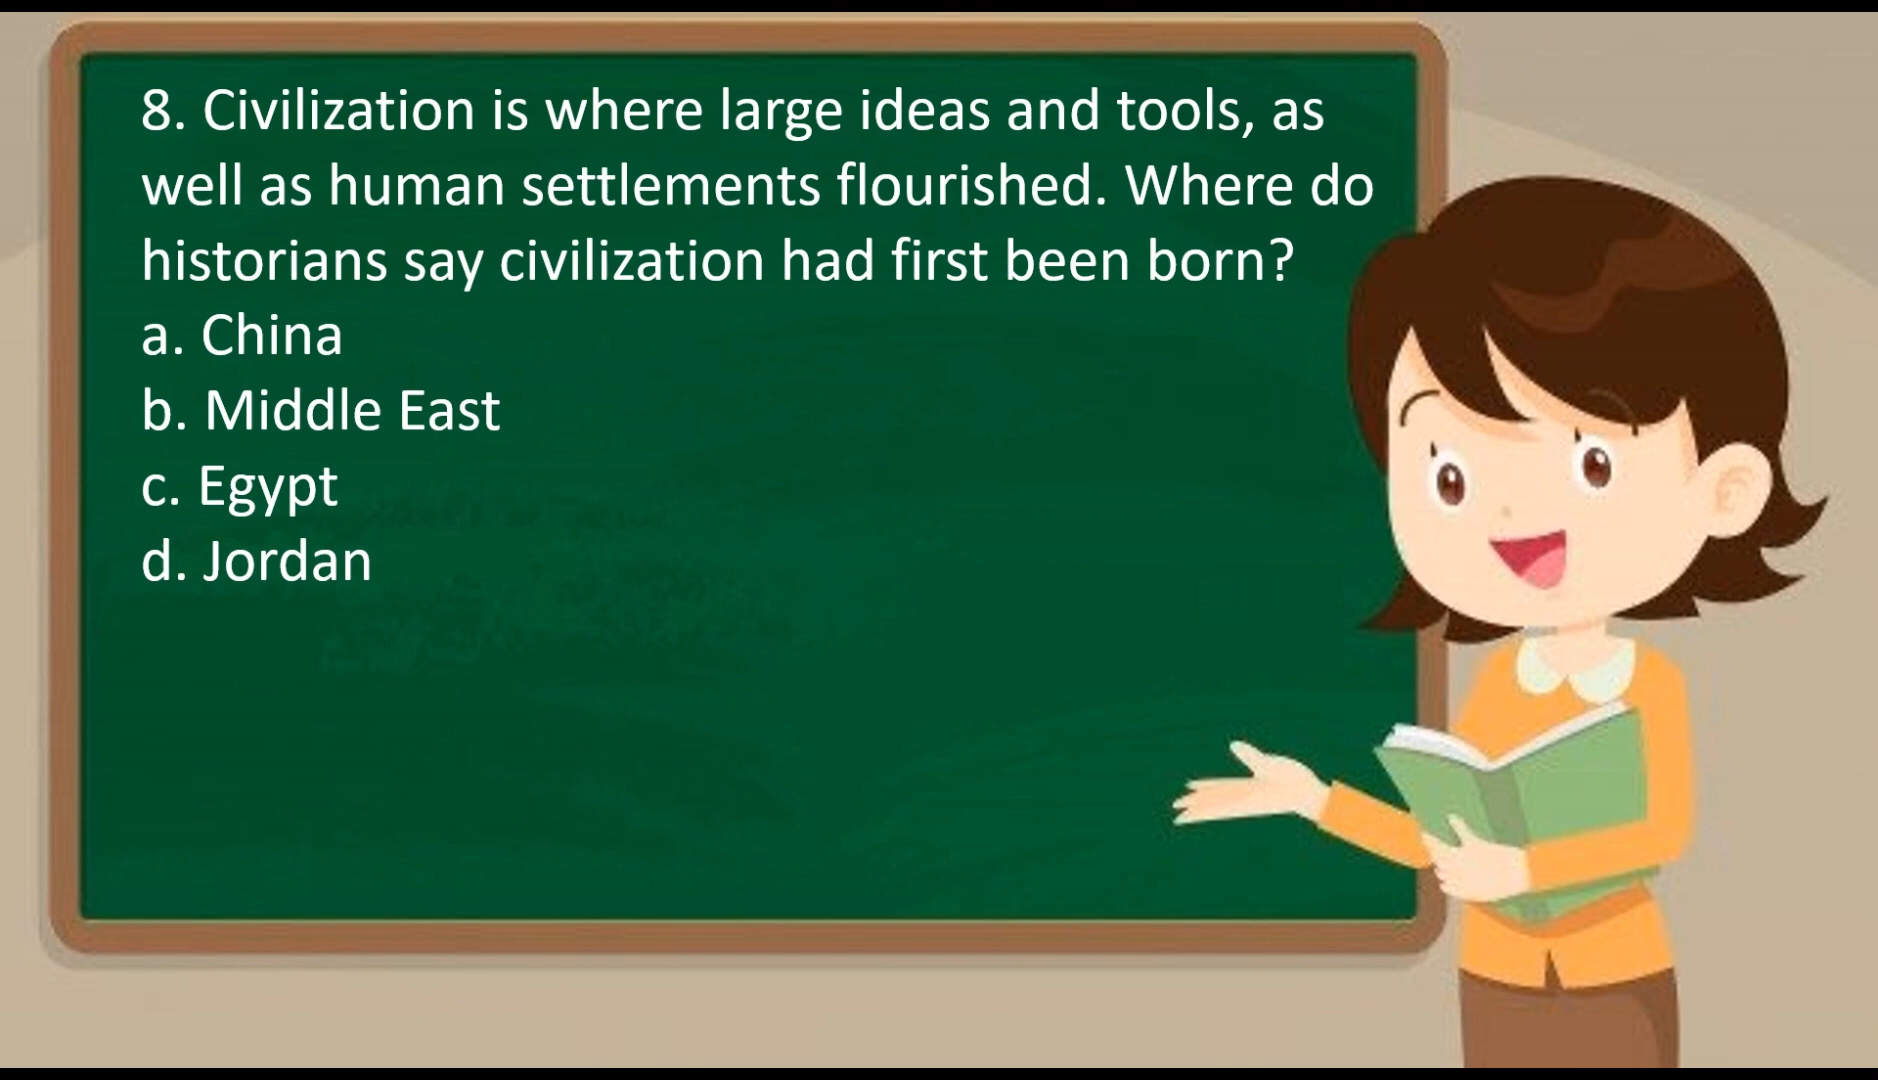 8. Civilization is where large ideas and tools, as
well as human settlements flourished. Where do
historians say civilization had first been born?
a. China
b. Middle East
c. Egypt
d. Jordan